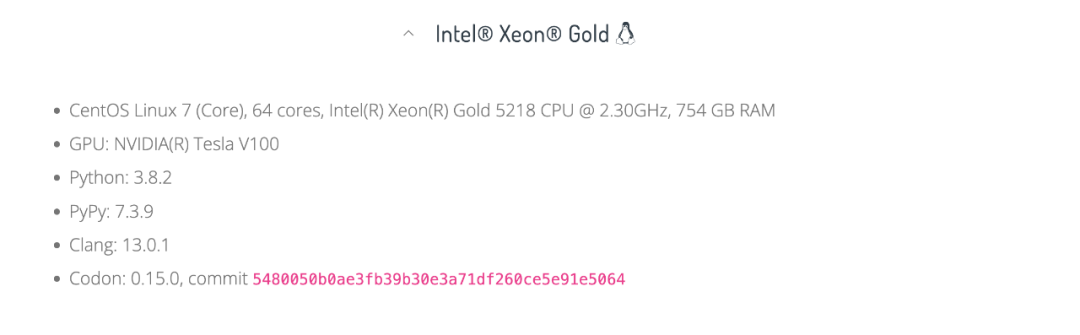 Intel® Xeon® Gold
CentOS Linux 7 (Core), 64 cores, Intel(R) Xeon(R) Gold 5218 CPU @ 2.30GHz, 754 GB RAM
GPU: NVIDIA(R) Tesla V100
Python: 3.8.2
PyPy: 7.3.9
Clang: 13.0.1
Codon: 0.15.0, commit 5480050b0ae3fb39b30e3a71df260ce5e91e5064